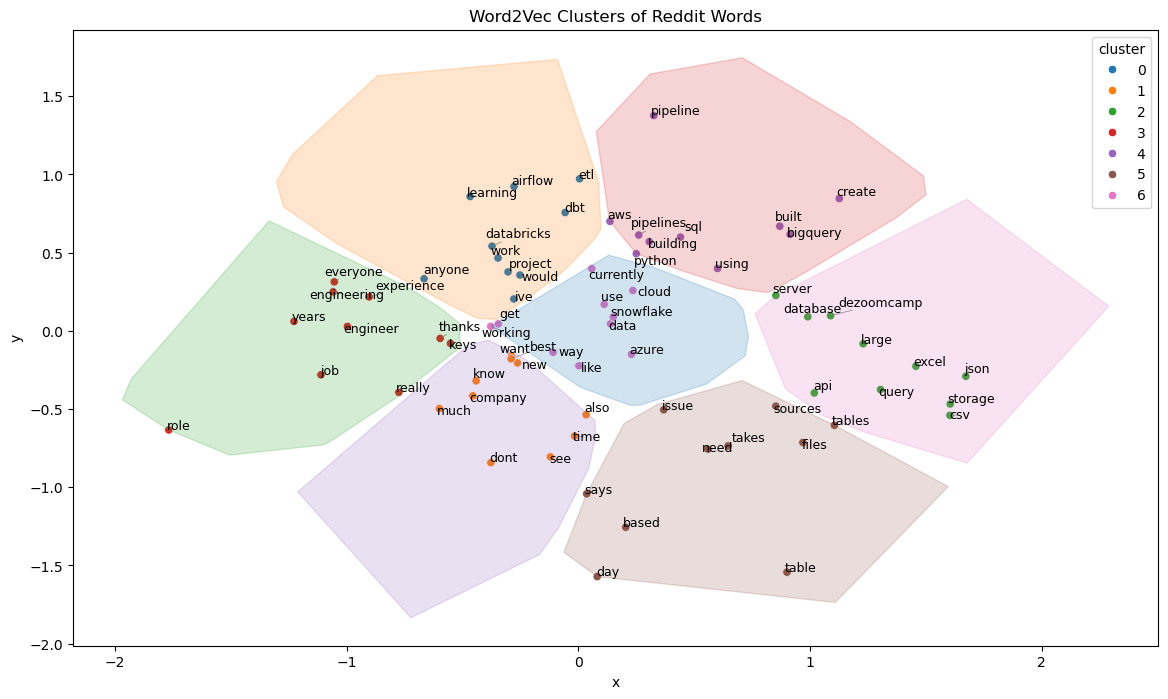 Word2Vec Clusters of Reddit Words
cluster
0
1
2
3
4
5
6
y
1.5
1.0
0.5
0.0
−0.5
−1.0
−1.5
−2.0
pipeline
airflow
etl
learning
create
dbt
aws
built
pipelines
sql
databricks
bigquery
building
work
python
project
using
everyone
anyone
would
currently
experience
engineering
server
use
cloud
ive
dezoomcamp
database
get
snowflake
years
engineer
thanks
data
working
keys
large
want
best
way
azure
new
like
excel
job
know
json
really
api
query
company
storage
much
also
issue
sources
csv
role
time
tables
takes
need
files
dont
see
says
based
day
table
−2
−1
0
1
2
x